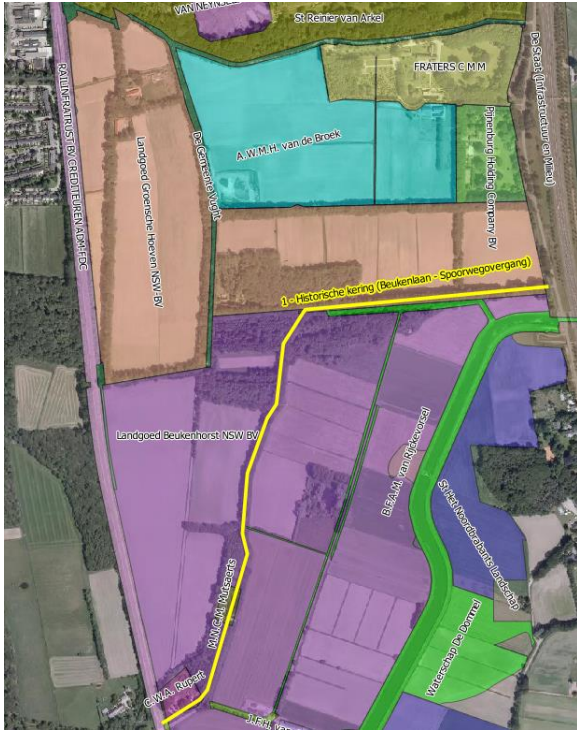 VAN NEYNSEL
St Reinier van Arkel
De Staat (Infrastructuur en Milieu)
FRATERS C M M
RAILINFRATRUST BV CREDITEUREN ADM FDC
Landgoed Groensche Hoeven NSW BV
De Gemeente Vught
A.W.M.H. van de Broek
Pijnenburg Holding Company BV
1 - Historische kering (Beukenlaan - Spoorwegovergang)
Landgoed Beukenhorst NSW BV
B.F.A.M. van Rijckevorsel
St Het Noordbrabants Landschap
M.N.C.M. Mutsaerts
Waterschap De Dommel
C.W.A. Rupert
J.F.H. van